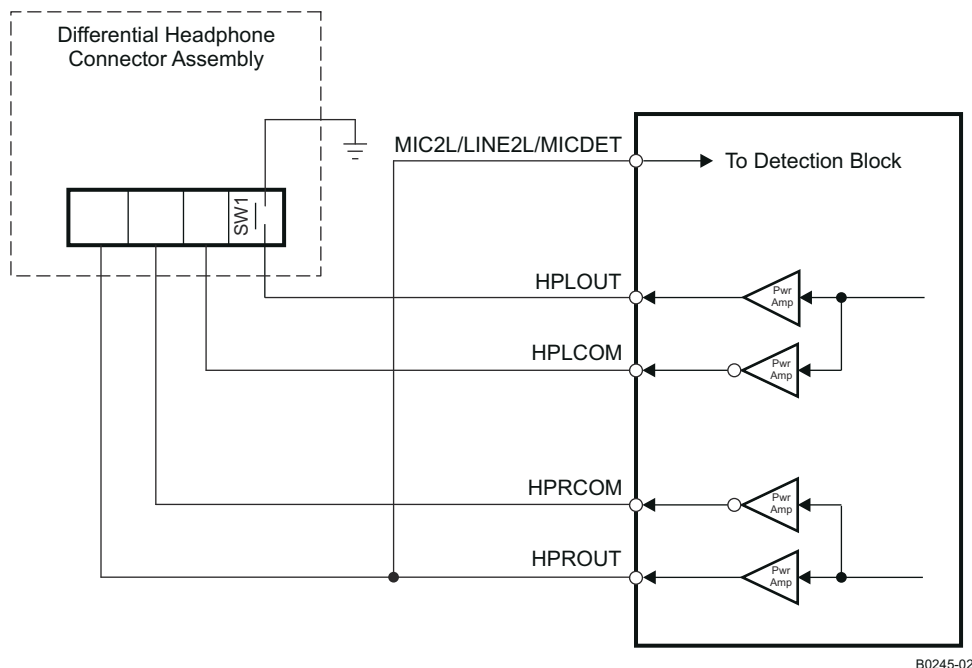 Differential Headphone
Connector Assembly
MIC2L/LINE2L/MICDET
To Detection Block
SW1
HPLOUT
Pwr
Amp
HPLCOM
Pwr
Amp
HPRCOM
Pwr
Amp
HPROUT
Pwr
Amp
B0245-02